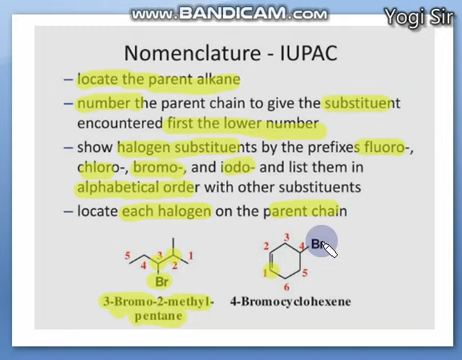 www.BANDICAM.com
Yogi Sir
Nomenclature - IUPAC
– locate the parent alkane
– number the parent chain to give the substituent
encountered first the lower number
– show halogen substituents by the prefixes fluoro-,
chloro-, bromo-, and iodo- and list them in
alphabetical order with other substituents
– locate each halogen on the parent chain
5 4 3 2 1
Br
3-Bromo-2-methyl-
pentane
1 2 3 4 5 6
Br
4-Bromocyclohexene